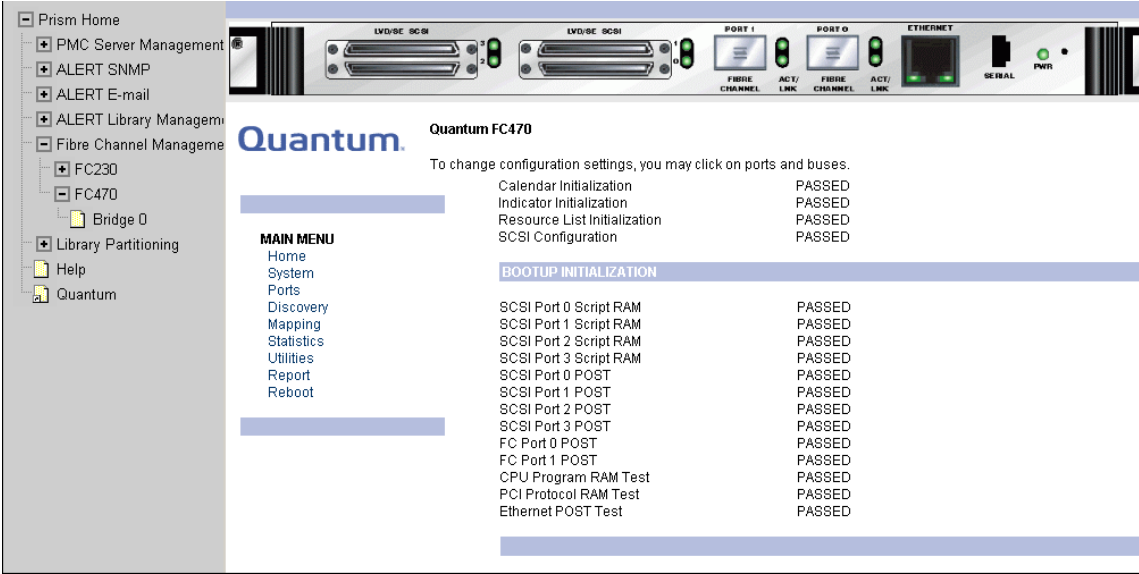 Prism Home
PMC Server Management
ALERT SNMP
ALERT E-mail
ALERT Library Managem
Fibre Channel Manageme
FC230
FC470
Bridge 0
Library Partitioning
Help
Quantum
LVD/SE SCSI
3
2
LVD/SE SCSI
1
0
PORT 1
FIBRE CHANNEL
ACT/ LNK
PORT 0
FIBRE CHANNEL
ACT/ LNK
ETHERNET
SERIAL
PWR
Quantum.
Quantum FC470
To change configuration settings, you may click on ports and buses.
Calendar Initialization PASSED
Indicator Initialization PASSED
Resource List Initialization PASSED
SCSI Configuration PASSED
MAIN MENU
Home
System
Ports
Discovery
Mapping
Statistics
Utilities
Report
Reboot
BOOTUP INITIALIZATION
SCSI Port 0 Script RAM PASSED
SCSI Port 1 Script RAM PASSED
SCSI Port 2 Script RAM PASSED
SCSI Port 3 Script RAM PASSED
SCSI Port 0 POST PASSED
SCSI Port 1 POST PASSED
SCSI Port 2 POST PASSED
SCSI Port 3 POST PASSED
FC Port 0 POST PASSED
FC Port 1 POST PASSED
CPU Program RAM Test PASSED
PCI Protocol RAM Test PASSED
Ethernet POST Test PASSED